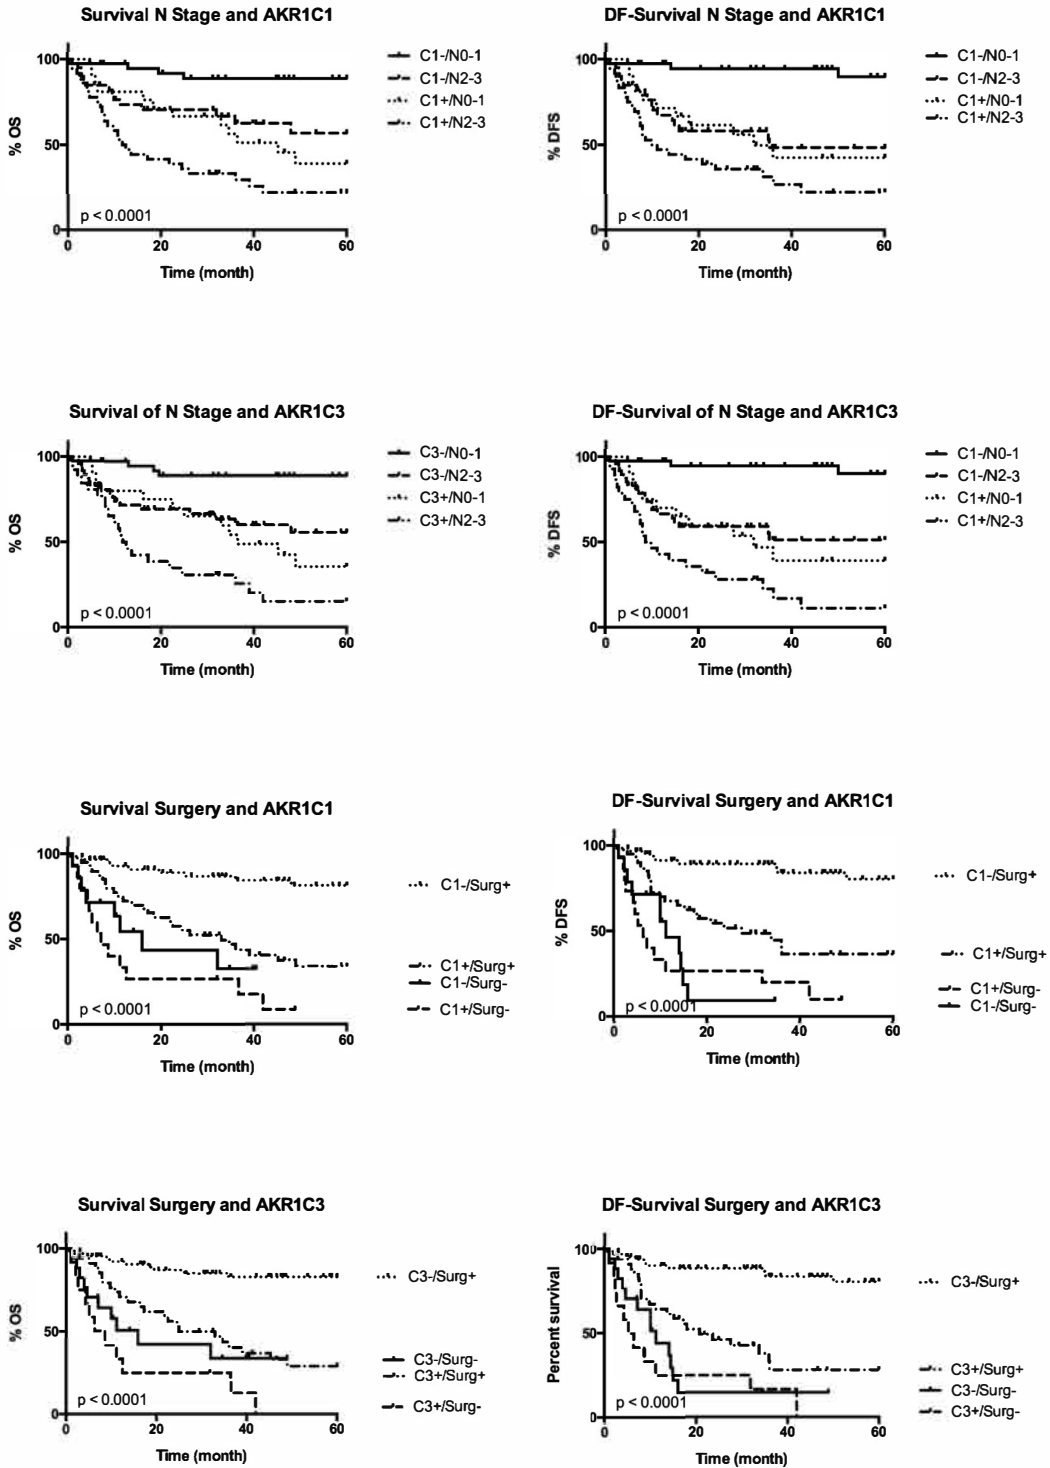 Survival N Stage and AKR1C1
% OS
100
50
0
0 20 40 60
p < 0.0001
Time (month)
C1-/N0-1
C1-/N2-3
C1+/N0-1
C1+/N2-3
DF-Survival N Stage and AKR1C1
% DFS
100
50
0
0 20 40 60
p < 0.0001
Time (month)
C1-/N0-1
C1-/N2-3
C1+/N0-1
C1+/N2-3
Survival of N Stage and AKR1C3
% OS
100
50
0
0 20 40 60
p < 0.0001
Time (month)
C3-/N0-1
C3-/N2-3
C3+/N0-1
C3+/N2-3
DF-Survival of N Stage and AKR1C3
% DFS
100
50
0
0 20 40 60
p < 0.0001
Time (month)
C1-/N0-1
C1-/N2-3
C1+/N0-1
C1+/N2-3
Survival Surgery and AKR1C1
% OS
100
50
0
0 20 40 60
p < 0.0001
Time (month)
C1-/Surg+
C1+/Surg+
C1-/Surg-
C1+/Surg-
DF-Survival Surgery and AKR1C1
% DFS
100
50
0
0 20 40 60
p < 0.0001
Time (month)
C1-/Surg+
C1+/Surg+
C1+/Surg-
C1-/Surg-
Survival Surgery and AKR1C3
% OS
100
50
0
0 20 40 60
p < 0.0001
Time (month)
C3-/Surg+
C3-/Surg-
C3+/Surg+
C3+/Surg-
DF-Survival Surgery and AKR1C3
Percent survival
100
50
0
0 20 40 60
p < 0.0001
Time (month)
C3-/Surg+
C3+/Surg+
C3-/Surg-
C3+/Surg-